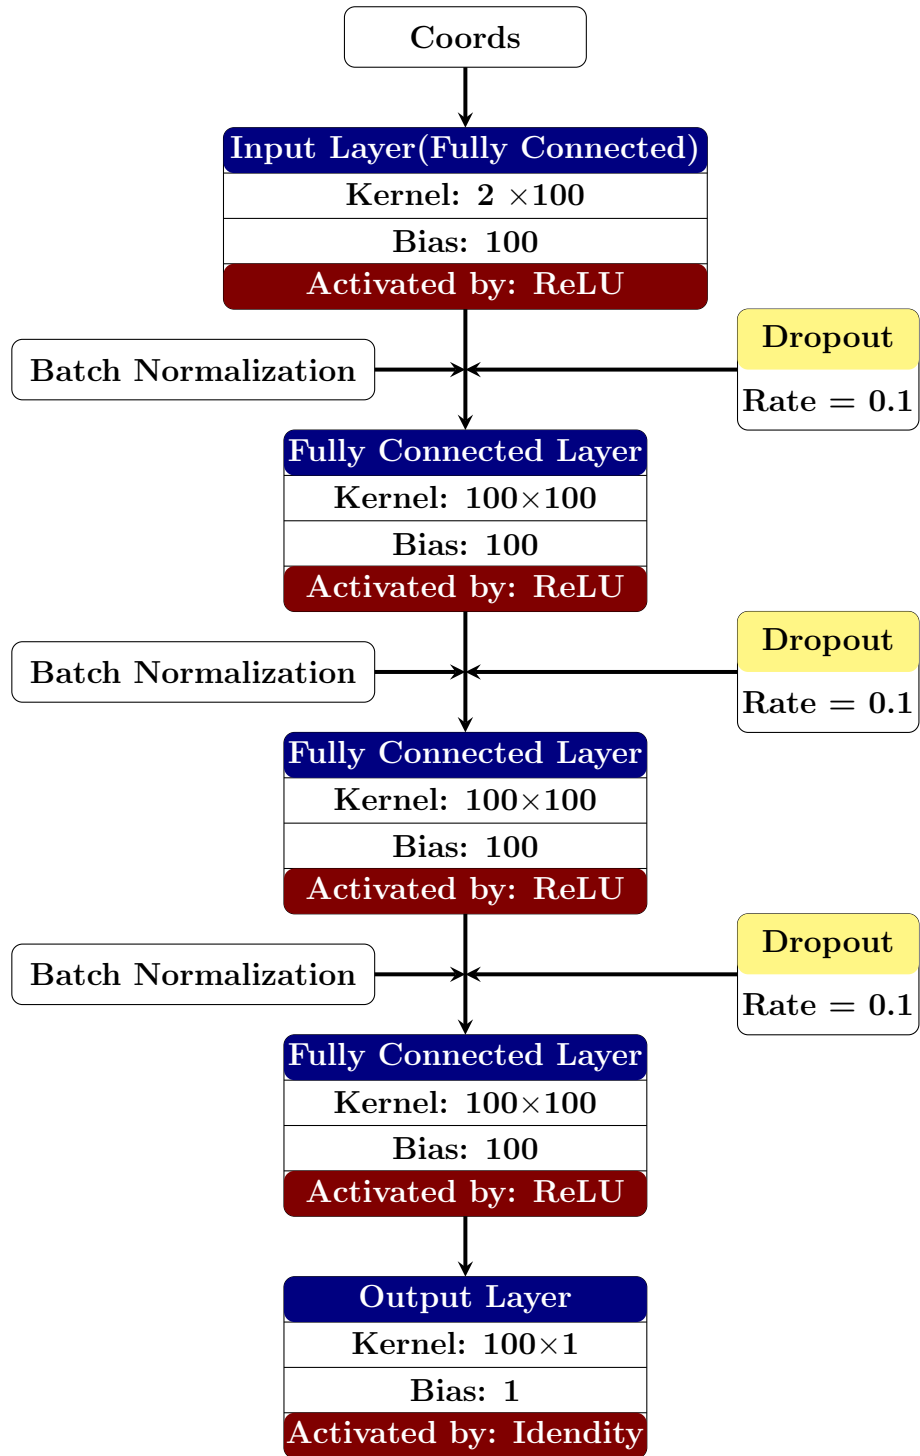 Coords
Input Layer(Fully Connected)
Kernel: 2 ×100
Bias: 100
Activated by: ReLU
Batch Normalization
Dropout
Rate = 0.1
Fully Connected Layer
Kernel: 100×100
Bias: 100
Activated by: ReLU
Batch Normalization
Dropout
Rate = 0.1
Fully Connected Layer
Kernel: 100×100
Bias: 100
Activated by: ReLU
Batch Normalization
Dropout
Rate = 0.1
Fully Connected Layer
Kernel: 100×100
Bias: 100
Activated by: ReLU
Output Layer
Kernel: 100×1
Bias: 1
Activated by: Idendity